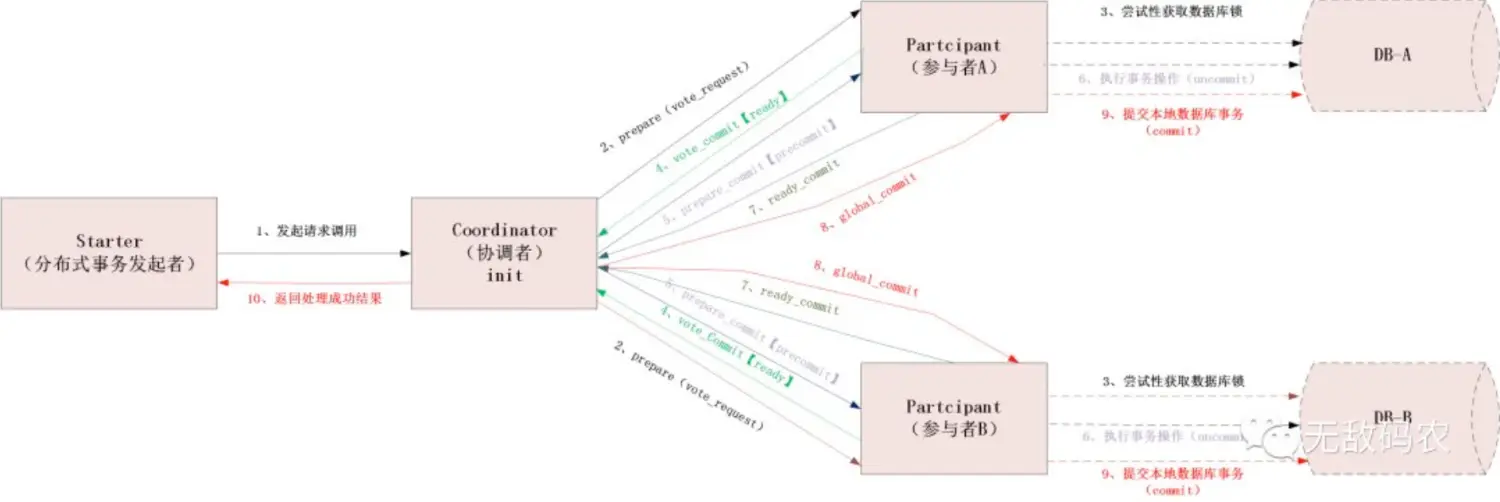 3、尝试性获取数据库锁
Partcipant
（参与者A）
DB-A
6、执行事务操作（uncommit）
9、提交本地数据库事务
（commit）
2、prepare（vote_request）
4、vote_commit【ready】
5、prepare_commit【precommit】
7、ready_commit
8、global_commit
Starter
（分布式事务发起者）
1、发起请求调用
10、返回处理成功结果
Coordinator
（协调者）
init
8、global_commit
7、ready_commit
5、prepare_commit【precommit】
4、vote_Commit【ready】
2、prepare（vote_request）
3、尝试性获取数据库锁
Partcipant
（参与者B）
DB-B
6、执行事务操作（uncommi
9、提交本地数据库事务
（commit）
无敌码农